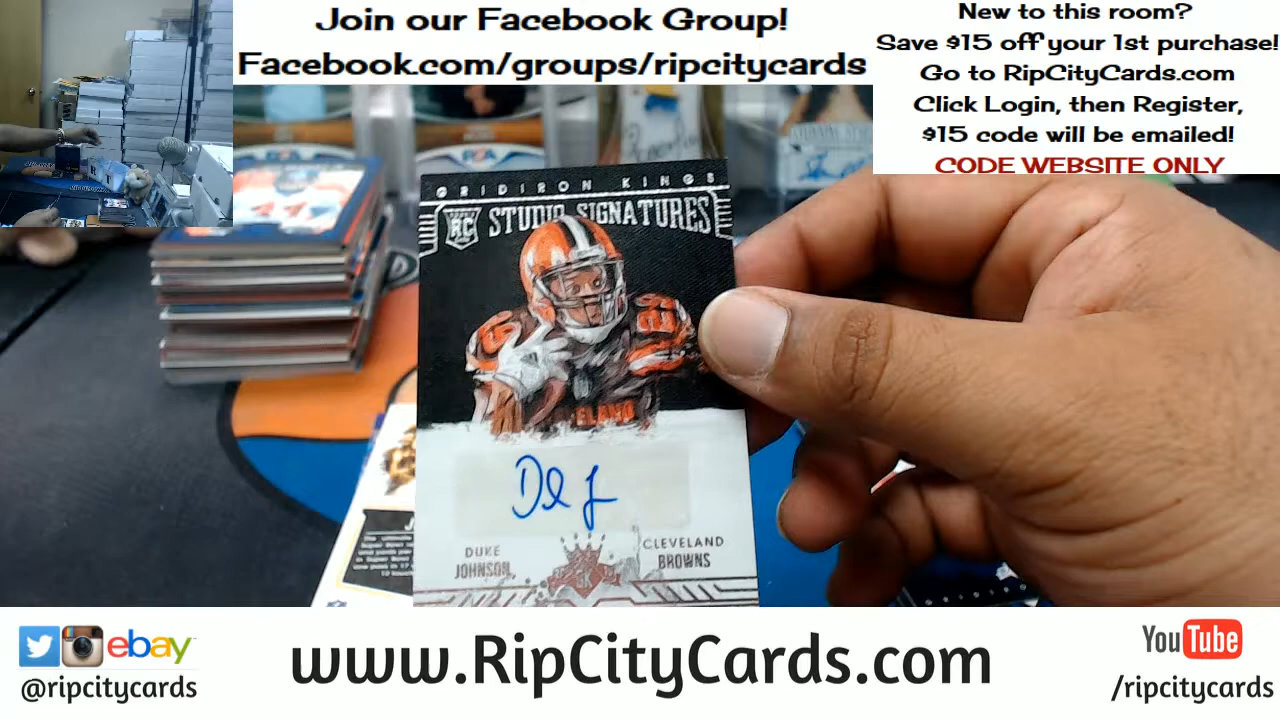 Join our Facebook Group!
Facebook.com/groups/ripcitycards
New to this room?
Save $15 off your 1st purchase!
Go to RipCityCards.com
Click Login, then Register,
$15 code will be emailed!
CODE WEBSITE ONLY
GRIDIRON KINGS
RC STUDIO SIGNATURES
CLEVELAND
DUKE
JOHNSON
CLEVELAND
BROWNS
ebay
@ripcitycards
www.RipCityCards.com
YouTube
/ripcitycards